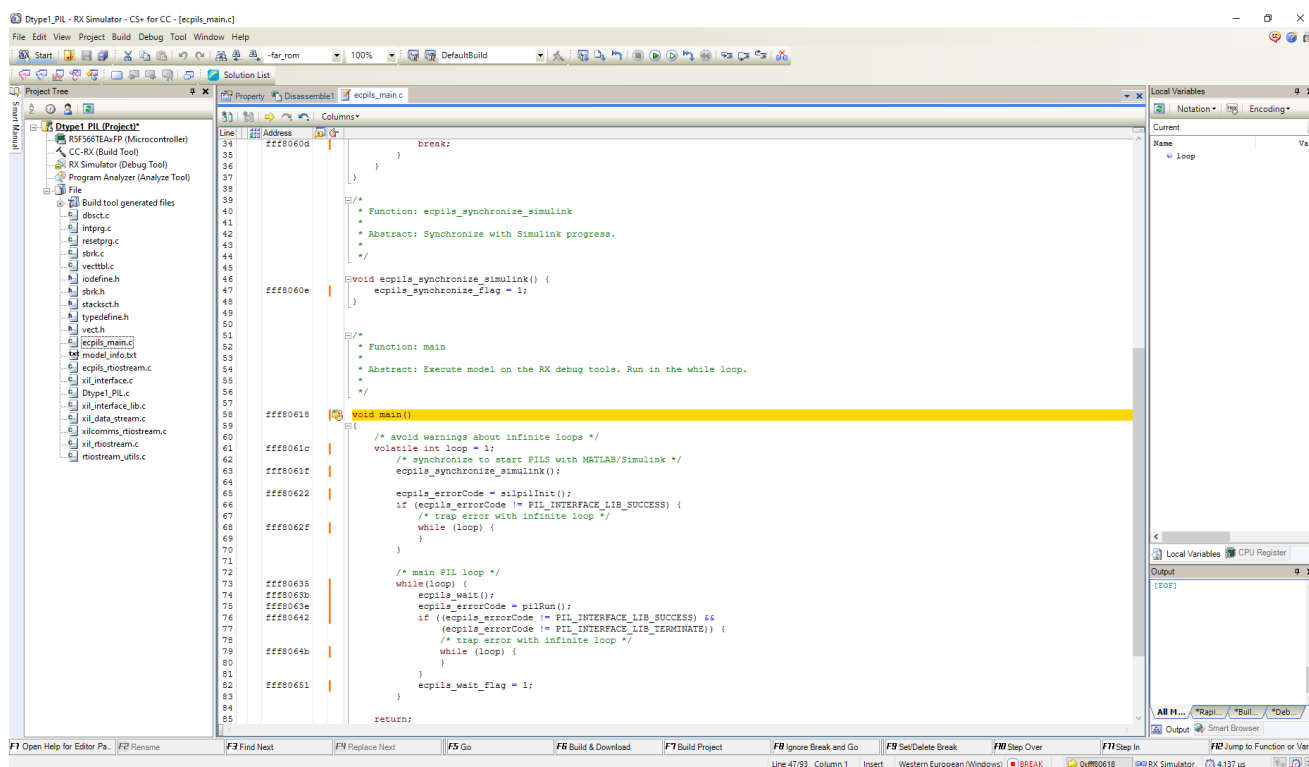 Dtype1_PIL - RX Simulator - CS+ for CC - [ecpils_main.c]
File Edit View Project Build Debug Tool Window Help
Start -far_rom 100% DefaultBuild
Solution List
Smart Manual
Project Tree
Dtype1_PIL (Project)*
R5F566TEAxFP (Microcontroller)
CC-RX (Build Tool)
RX Simulator (Debug Tool)
Program Analyzer (Analyze Tool)
File
Build tool generated files
dbsct.c
intprg.c
resetprg.c
sbrk.c
vecttbl.c
iodefine.h
sbrk.h
stacksct.h
typedefine.h
vect.h
ecpils_main.c
model_info.txt
ecpils_rtiostream.c
xil_interface.c
Dtype1_PIL.c
xil_interface_lib.c
xil_data_stream.c
xilcomms_rtiostream.c
xil_rtiostream.c
rtiostream_utils.c
Property Disassemble1 ecpils_main.c
Columns
Line Address
34 fff8060d break;
35 }
36 }
37 }
38
39 /*
40 * Function: ecpils_synchronize_simulink
41 *
42 * Abstract: Synchronize with Simulink progress.
43 *
44 */
45
46 void ecpils_synchronize_simulink() {
47 fff8060e ecpils_synchronize_flag = 1;
48 }
49
50
51 /*
52 * Function: main
53 *
54 * Abstract: Execute model on the RX debug tools. Run in the while loop.
55 *
56 */
57
58 fff80618 void main()
59 {
60 /* avoid warnings about infinite loops */
61 fff8061c volatile int loop = 1;
62 /* synchronize to start PILS with MATLAB/Simulink */
63 fff8061f ecpils_synchronize_simulink();
64
65 fff80622 ecpils_errorCode = silpilInit();
66 if (ecpils_errorCode != PIL_INTERFACE_LIB_SUCCESS) {
67 /* trap error with infinite loop */
68 fff8062f while (loop) {
69 }
70 }
71
72 /* main PIL loop */
73 fff80635 while(loop) {
74 fff8063b ecpils_wait();
75 fff8063e ecpils_errorCode = pilRun();
76 fff80642 if ((ecpils_errorCode != PIL_INTERFACE_LIB_SUCCESS) &&
77 (ecpils_errorCode != PIL_INTERFACE_LIB_TERMINATE)) {
78 /* trap error with infinite loop */
79 fff8064b while (loop) {
80 }
81 }
82 fff80651 ecpils_wait_flag = 1;
83 }
84
85 return;
Local Variables
Notation Encoding
Current
Name Va
loop
Local Variables CPU Register
Output
[EOF]
All M... *Rapi... *Buil... *Deb...
Output Smart Browser
F1 Open Help for Editor Pa... F2 Rename F3 Find Next F4 Replace Next F5 Go F6 Build & Download F7 Build Project F8 Ignore Break and Go F9 Set/Delete Break F10 Step Over F11 Step In F12 Jump to Function or Var
Line 47/93 Column 1 Insert Western European (Windows) BREAK 0xfff80618 RX Simulator 4.137 us